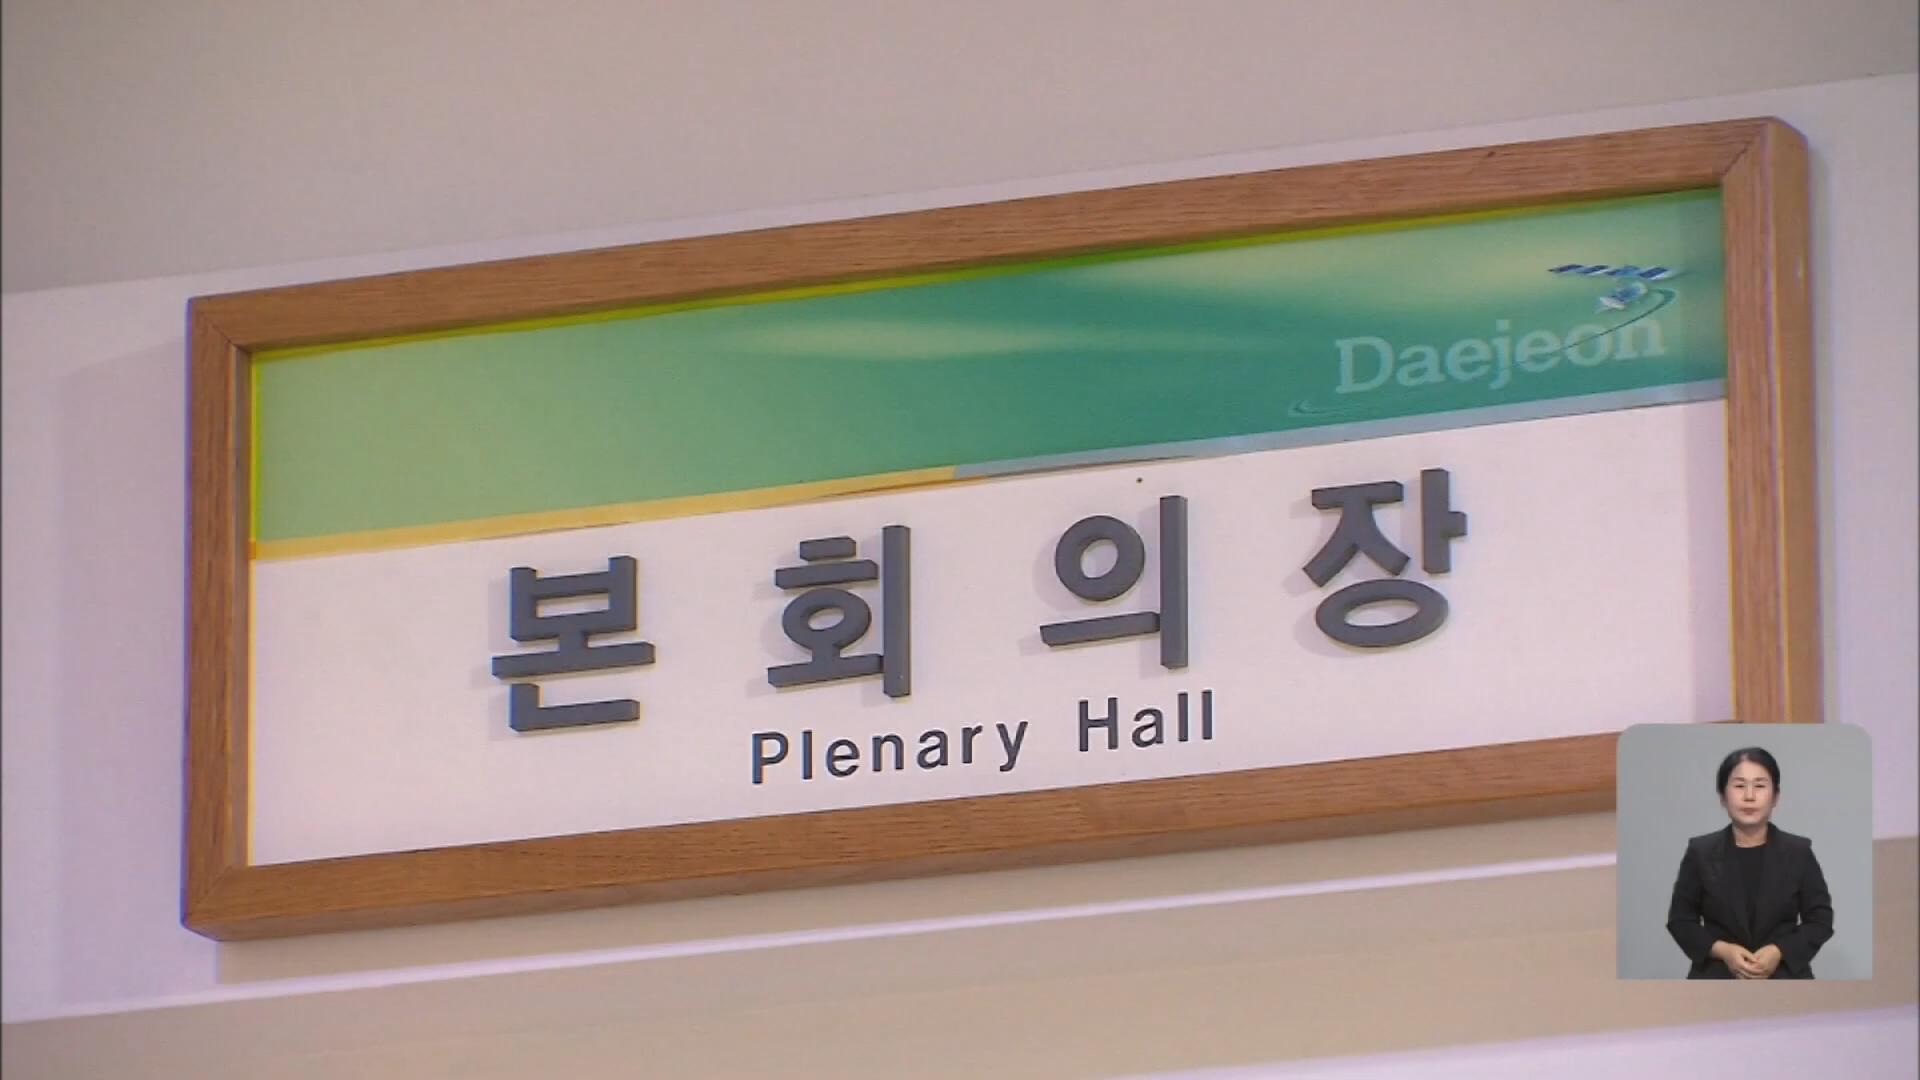 Daejeon
본회의장
Plenary Hall